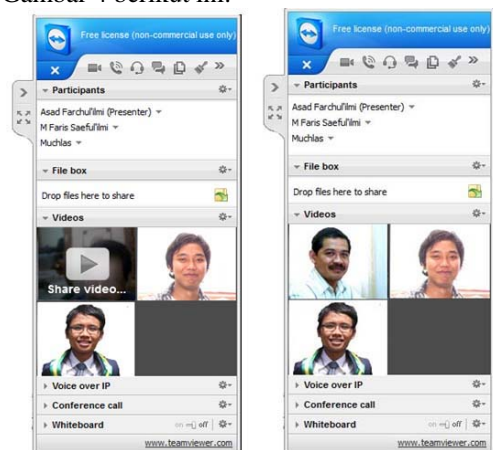 Gambar 4 berikut ini:
Free license (non-commercial use only)
Participants
Asad Farchul'ilmi (Presenter)
M Faris Saeful'ilmi
Muchlas
File box
Drop files here to share
Videos
Share video...
Voice over IP
Conference call
Whiteboard on off
www.teamviewer.com
Free license (non-commercial use only)
Participants
Asad Farchul'ilmi (Presenter)
M Faris Saeful'ilmi
Muchlas
File box
Drop files here to share
Videos
Voice over IP
Conference call
Whiteboard on off
www.teamviewer.com